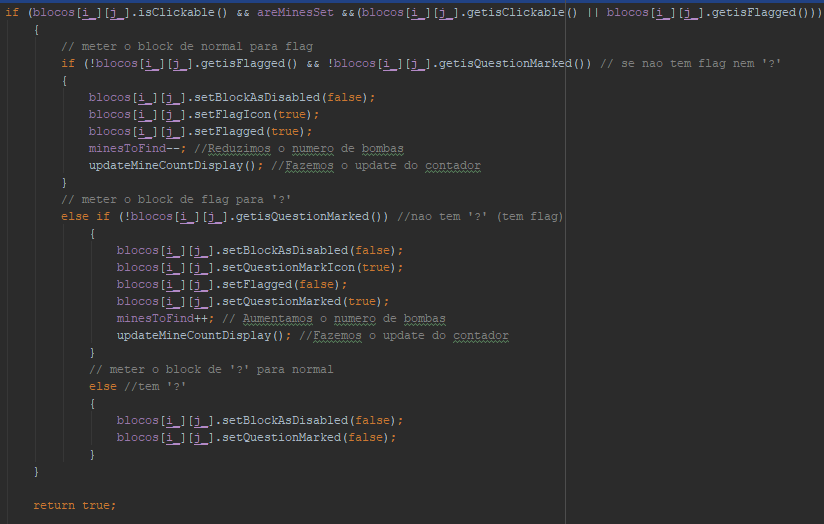 if (blocos[i_][j_].isClickable() && areMinesSet &&(blocos[i_][j_].getisClickable() || blocos[i_][j_].getisFlagged()))
{
// meter o block de normal para flag
if (!blocos[i_][j_].getisFlagged() && !blocos[i_][j_].getisQuestionMarked()) // se nao tem flag nem '?'
{
blocos[i_][j_].setBlockAsDisabled(false);
blocos[i_][j_].setFlagIcon(true);
blocos[i_][j_].setFlagged(true);
minesToFind--; //Reduzimos o numero de bombas
updateMineCountDisplay(); //Fazemos o update do contador
}
// meter o block de flag para '?'
else if (!blocos[i_][j_].getisQuestionMarked()) //nao tem '?' (tem flag)
{
blocos[i_][j_].setBlockAsDisabled(false);
blocos[i_][j_].setQuestionMarkIcon(true);
blocos[i_][j_].setFlagged(false);
blocos[i_][j_].setQuestionMarked(true);
minesToFind++; // Aumentamos o numero de bombas
updateMineCountDisplay(); //Fazemos o update do contador
}
// meter o block de '?' para normal
else //tem '?'
{
blocos[i_][j_].setBlockAsDisabled(false);
blocos[i_][j_].setQuestionMarked(false);
}
}
return true;